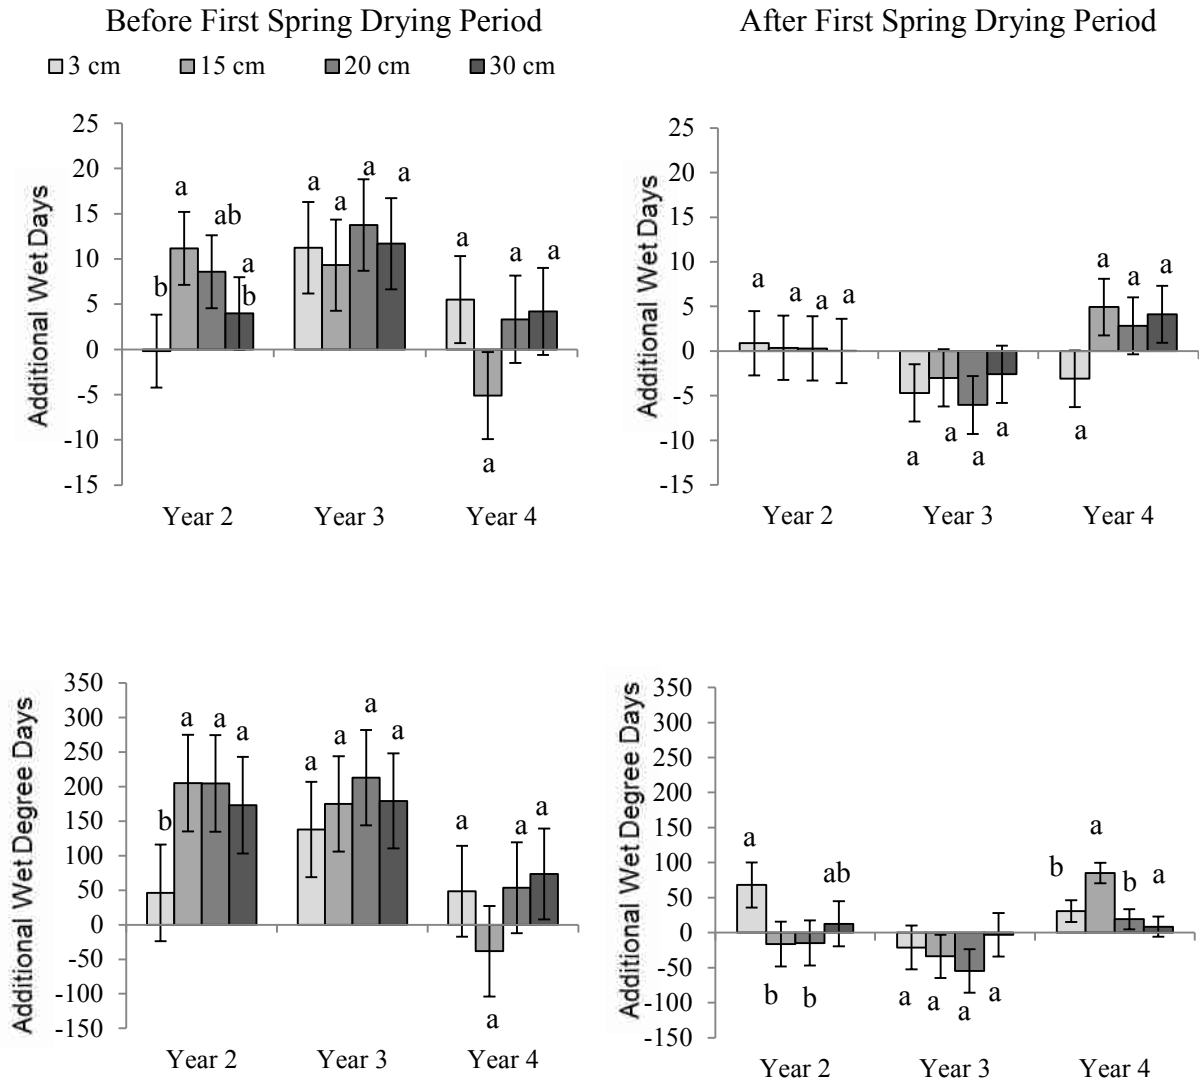 Before First Spring Drying Period
After First Spring Drying Period
3 cm 15 cm 20 cm 30 cm
Additional Wet Days
25
20
15
10
5
0
-5
-10
-15
b a ab a b
a a a a
a a a a
Year 2 Year 3 Year 4
Additional Wet Days
25
20
15
10
5
0
-5
-10
-15
a a a a
a a a a
a a a a
Year 2 Year 3 Year 4
Additional Wet Degree Days
350
300
250
200
150
100
50
0
-50
-100
-150
b a a a
a a a a
a a a a
Year 2 Year 3 Year 4
Additional Wet Degree Days
350
300
250
200
150
100
50
0
-50
-100
-150
a b b ab
a a a a
b a b a
Year 2 Year 3 Year 4